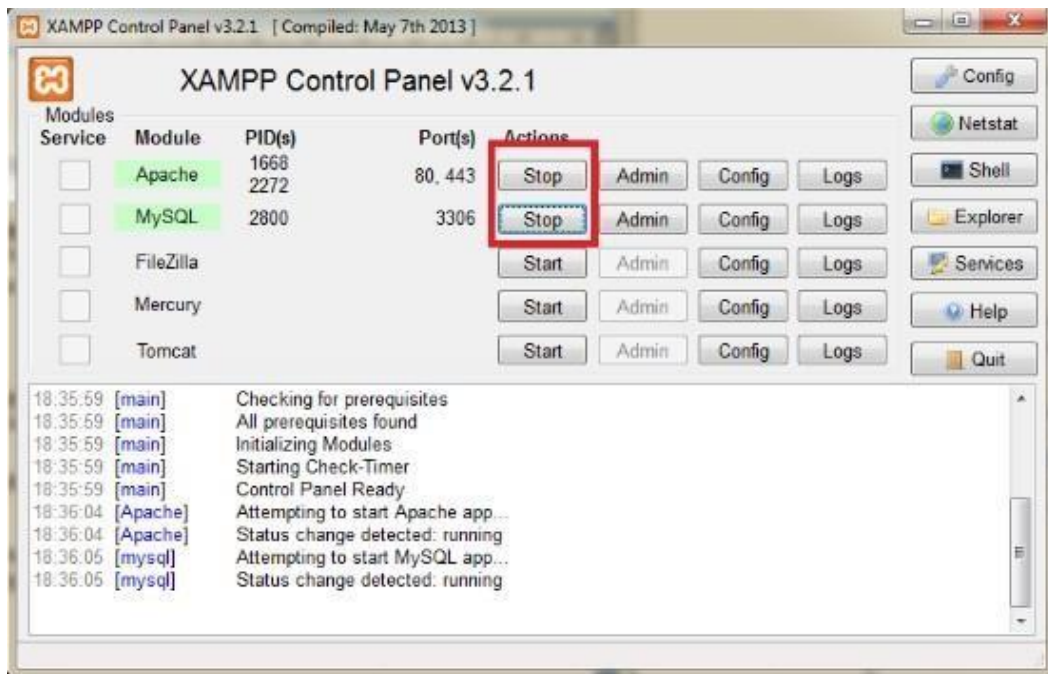 XAMPP Control Panel v3.2.1 [ Compiled: May 7th 2013 ]
XAMPP Control Panel v3.2.1
Config
Modules
Service Module PID(s) Port(s) Actions
Netstat
Apache 1668 2272 80, 443 Stop Admin Config Logs
Shell
MySQL 2800 3306 Stop Admin Config Logs
Explorer
FileZilla Start Admin Config Logs
Services
Mercury Start Admin Config Logs
Help
Tomcat Start Admin Config Logs
Quit
18:35:59 [main] Checking for prerequisites
18:35:59 [main] All prerequisites found
18:35:59 [main] Initializing Modules
18:35:59 [main] Starting Check-Timer
18:35:59 [main] Control Panel Ready
18:36:04 [Apache] Attempting to start Apache app...
18:36:04 [Apache] Status change detected: running
18:36:05 [mysql] Attempting to start MySQL app...
18:36:05 [mysql] Status change detected: running